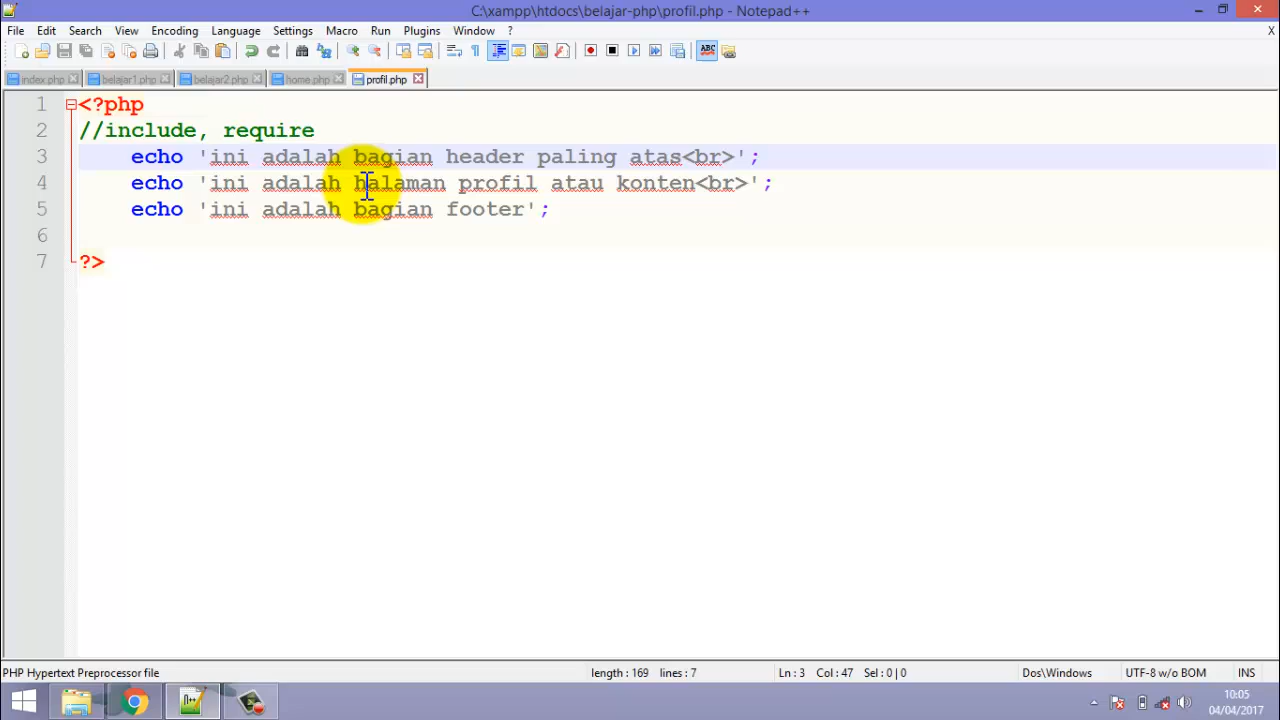 C:\xampp\htdocs\belajar-php\profil.php - Notepad++
File Edit Search View Encoding Language Settings Macro Run Plugins Window ? X
index.php belajar1.php belajar2.php home.php profil.php
1 <?php
2 //include, require
3 echo 'ini adalah bagian header paling atas<br>';
4 echo 'ini adalah halaman profil atau konten<br>';
5 echo 'ini adalah bagian footer';
6
7 ?>
PHP Hypertext Preprocessor file length : 169 lines : 7 Ln : 3 Col : 47 Sel : 0 | 0 Dos\Windows UTF-8 w/o BOM INS
10:05
04/04/2017